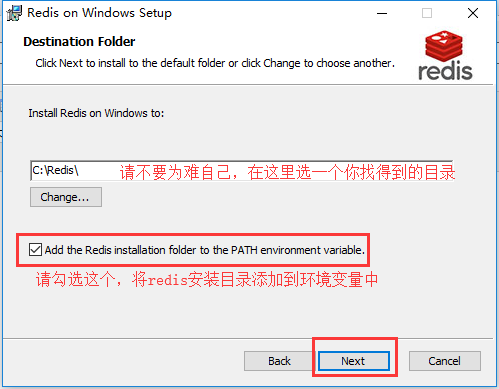 Redis on Windows Setup
Destination Folder
Click Next to install to the default folder or click Change to choose another.
redis
Install Redis on Windows to:
C:\Redis\
请不要为难自己，在这里选一个你找得到的目录
Change...
Add the Redis installation folder to the PATH environment variable.
请勾选这个，将redis安装目录添加到环境变量中
Back
Next
Cancel